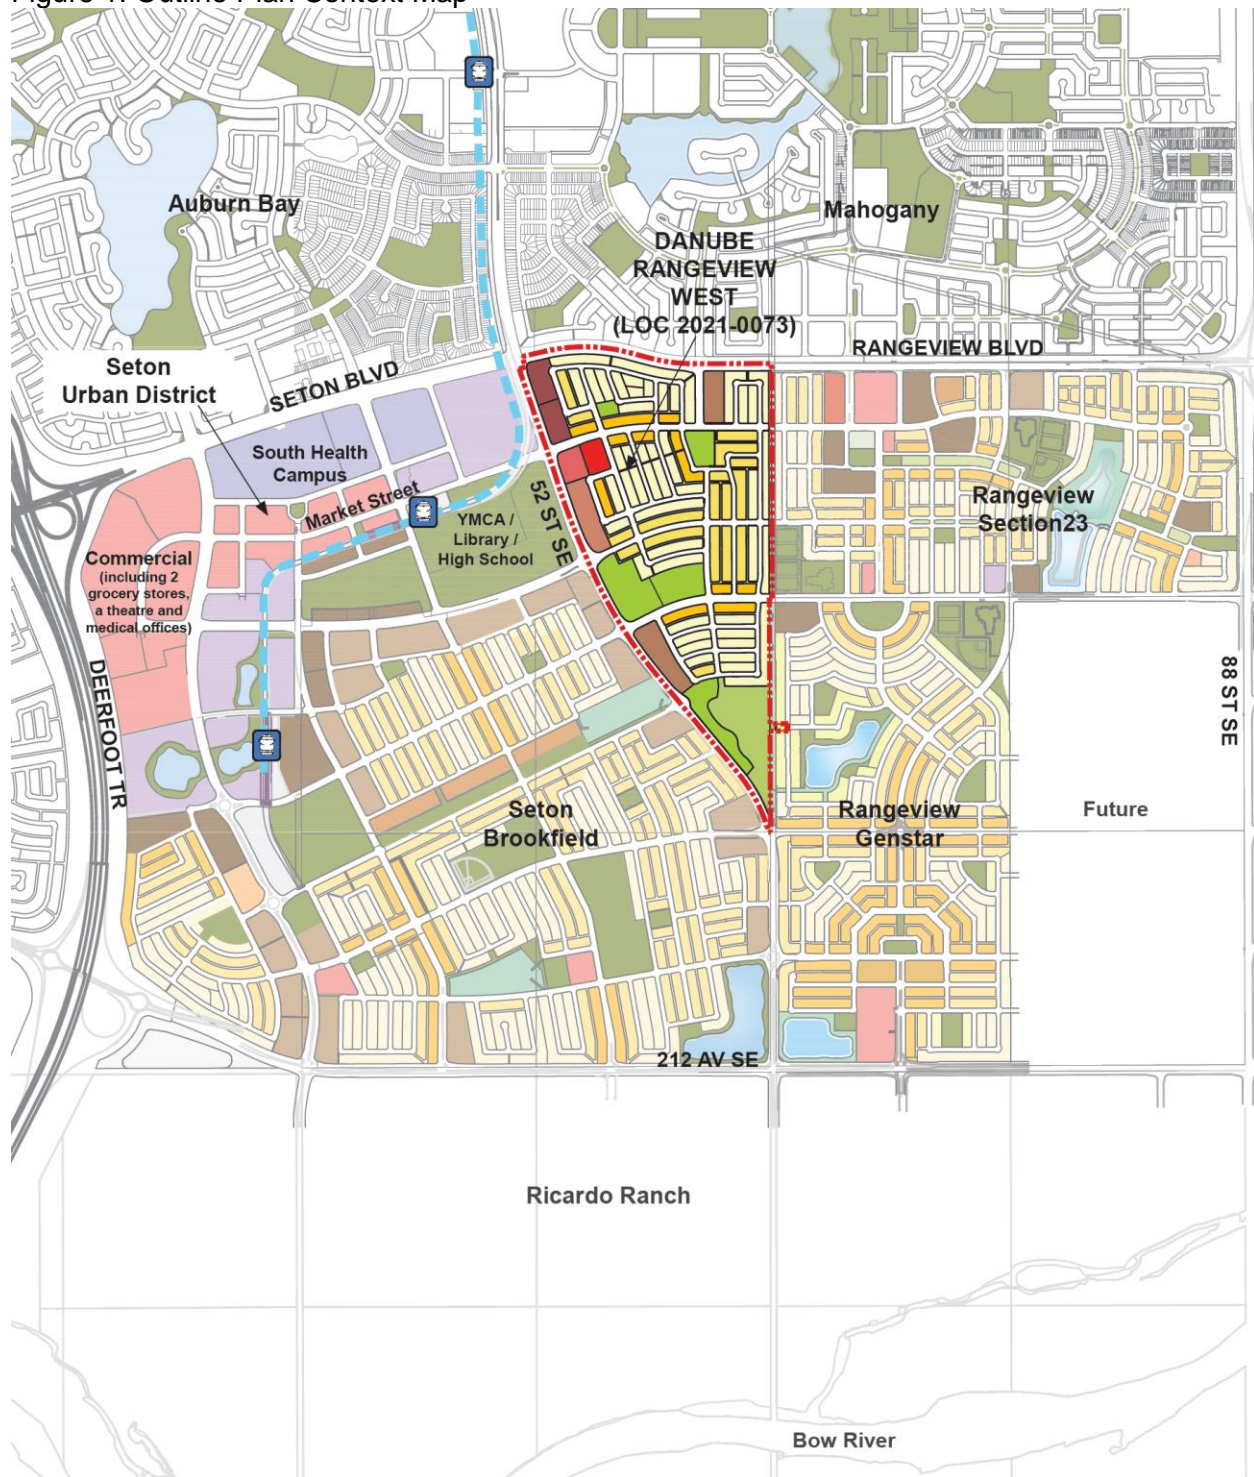 Figure 1: Outline Plan Context Map
Auburn Bay
Mahogany
DANUBE
RANGEVIEW
WEST
(LOC 2021-0073)
RANGEVIEW BLVD
Seton
Urban District
SETON BLVD
South Health
Campus
Market Street
52 ST SE
YMCA /
Library /
High School
Rangeview
Section23
Commercial
(including 2
grocery stores,
a theatre and
medical offices)
DEERFOOT TR
88 ST SE
Seton
Brookfield
Rangeview
Genstar
Future
212 AV SE
Ricardo Ranch
Bow River